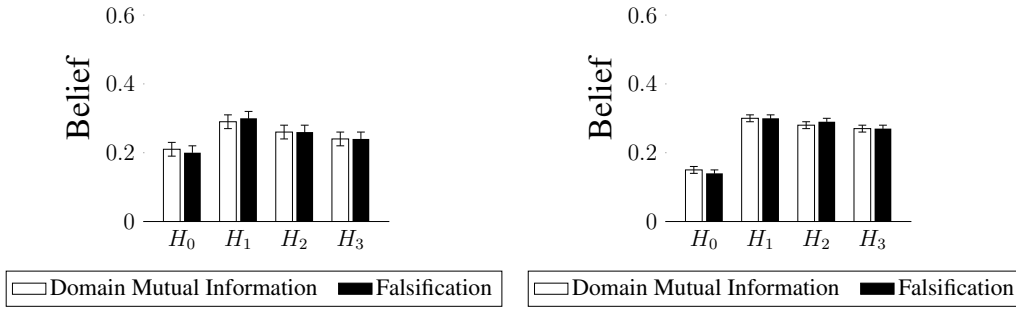 0.6
0.4
0.2
0
Belief
H₀ H₁ H₂ H₃
Domain Mutual Information Falsification
0.6
0.4
0.2
0
Belief
H₀ H₁ H₂ H₃
Domain Mutual Information Falsification